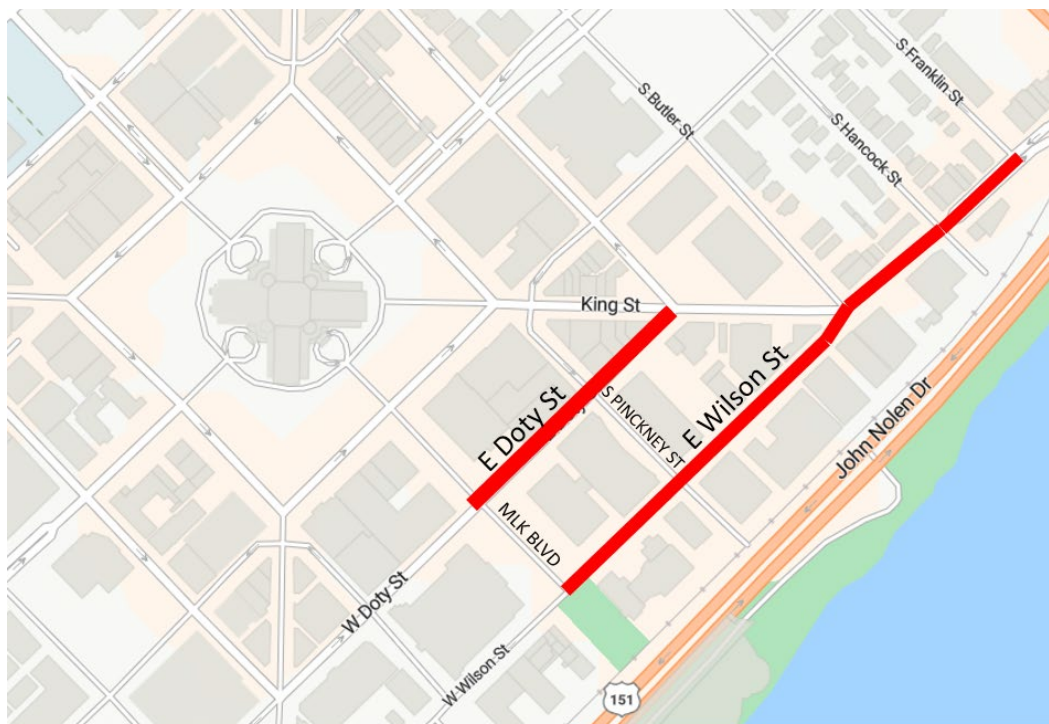 S Franklin St
S Butler St
S Hancock St
King St
E Doty St
S PINCKNEY ST
E Wilson St
John Nolen Dr
MLK BLVD
W Doty St
W Wilson St
151